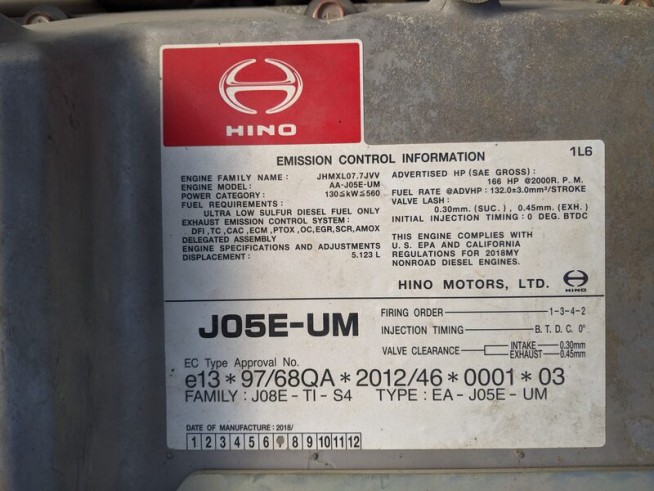 HINO
EMISSION CONTROL INFORMATION
1L6
ENGINE FAMILY NAME : JHMXL07.7JVV
ENGINE MODEL: AA-J05E-UM
POWER CATEGORY: 130≤kW≤560
FUEL REQUIREMENTS :
ULTRA LOW SULFUR DIESEL FUEL ONLY
EXHAUST EMISSION CONTROL SYSTEM :
DFI ,TC ,CAC ,ECM ,PTOX ,OC,EGR,SCR,AMOX
DELEGATED ASSEMBLY
ENGINE SPECIFICATIONS AND ADJUSTMENTS
DISPLACEMENT : 5.123 L
ADVERTISED HP (SAE GROSS) :
166 HP @2000R. P. M.
FUEL RATE @ADVHP : 132.0±3.0mm³/STROKE
VALVE LASH :
0.30mm (SUC. ) , 0.45mm (EXH. )
INITIAL INJECTION TIMING : 0 DEG. BTDC
THIS ENGINE COMPLIES WITH
U. S. EPA AND CALIFORNIA
REGULATIONS FOR 2018MY
NONROAD DIESEL ENGINES.
HINO MOTORS, LTD.
HINO
J05E-UM
FIRING ORDER 1-3-4-2
INJECTION TIMING B. T. D. C. 0°
VALVE CLEARANCE INTAKE 0.30mm
EXHAUST 0.45mm
EC Type Approval No.
e13*97/68QA*2012/46*0001*03
FAMILY : J08E - TI - S4 TYPE : EA - J05E - UM
DATE OF MANUFACTURE : 2018/
1 2 3 4 5 6 8 9 10 11 12